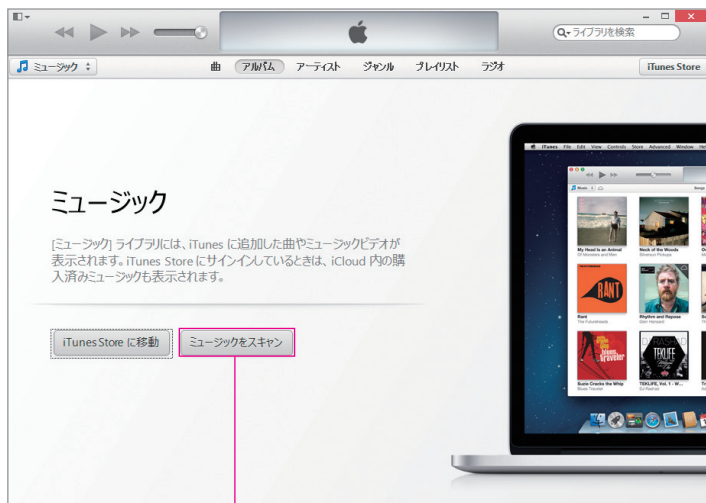 ライブラリを検索
ミュージック
曲 アルバム アーティスト ジャンル プレイリスト ラジオ
iTunes Store
iTunes File Edit View Controls Store Advanced Window
Music
Songs
ミュージック
[ミュージック] ライブラリには、iTunes に追加した曲やミュージックビデオが
表示されます。iTunes Store にサインインしているときは、iCloud 内の購
入済みミュージックも表示されます。
iTunes Store に移動
ミュージックをスキャン
My Head Is an Animal
Of Monsters and Men
Neck of the Woods
Silversun Pickups
RANT
Rant
The Futureheads
Rhythm and Repose
Glen Hansard
blues
traveler
Suzie Cracks the Whip
Blues Traveler
DJ RASHAD
TEKLIFE
TEKLIFE, Vol. 1 - W...